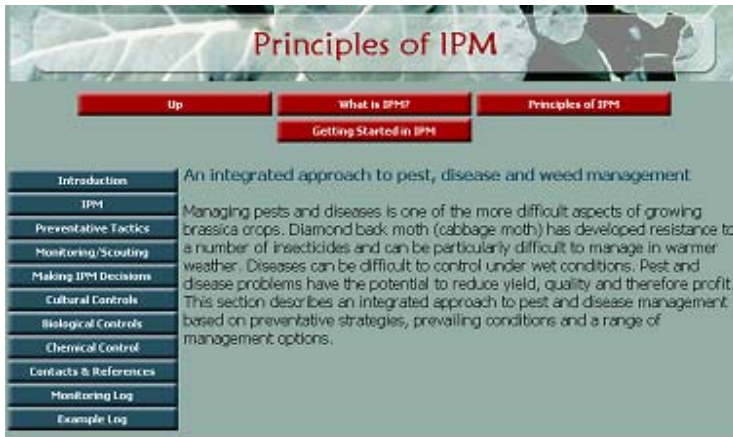 Principles of IPM
Up
What is IPM?
Principles of IPM
Getting Started in IPM
Introduction
IPM
Preventative Tactics
Monitoring/Scouting
Making IPM Decisions
Cultural Controls
Biological Controls
Chemical Control
Contacts & References
Monitoring Log
Example Log
An integrated approach to pest, disease and weed management
Managing pests and diseases is one of the more difficult aspects of growing
brassica crops. Diamond back moth (cabbage moth) has developed resistance to
a number of insecticides and can be particularly difficult to manage in warmer
weather. Diseases can be difficult to control under wet conditions. Pest and
disease problems have the potential to reduce yield, quality and therefore profit.
This section describes an integrated approach to pest and disease management
based on preventative strategies, prevailing conditions and a range of
management options.